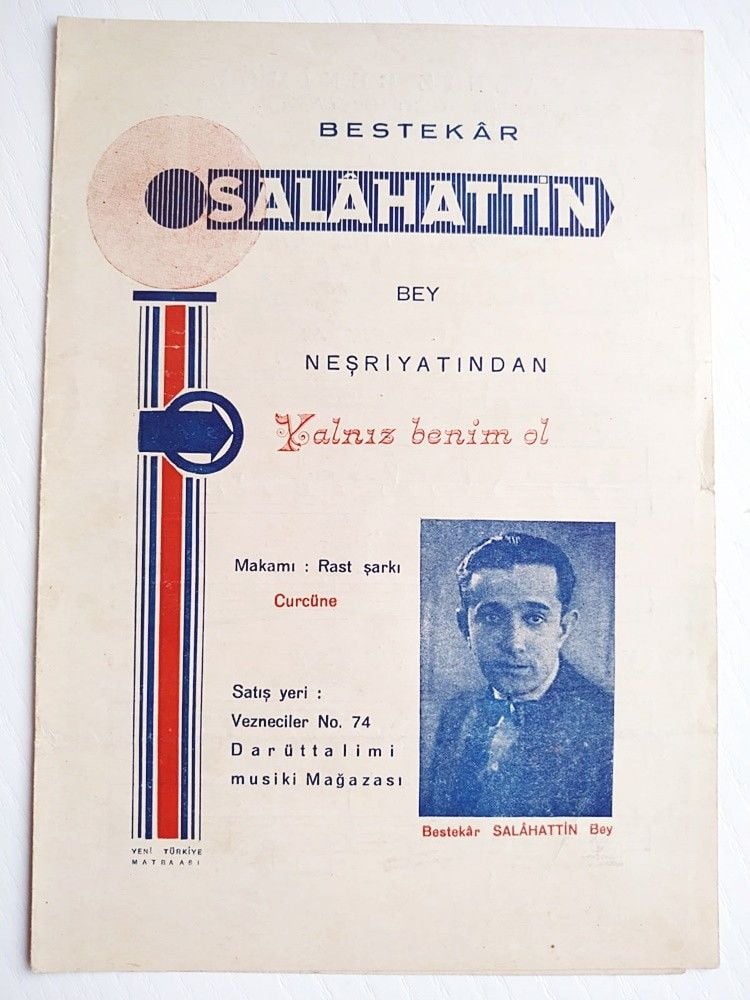 BESTEKÂR
SALÂHATTİN
BEY
NEŞRİYATINDAN
Yalnız benim ol
Makamı : Rast şarkı
Curcüne
Satış yeri :
Vezneciler No. 74
Darüttalimi
musiki Mağazası
Bestekâr SALÂHATTİN Bey
YENİ TÜRKİYE
MATBAASI